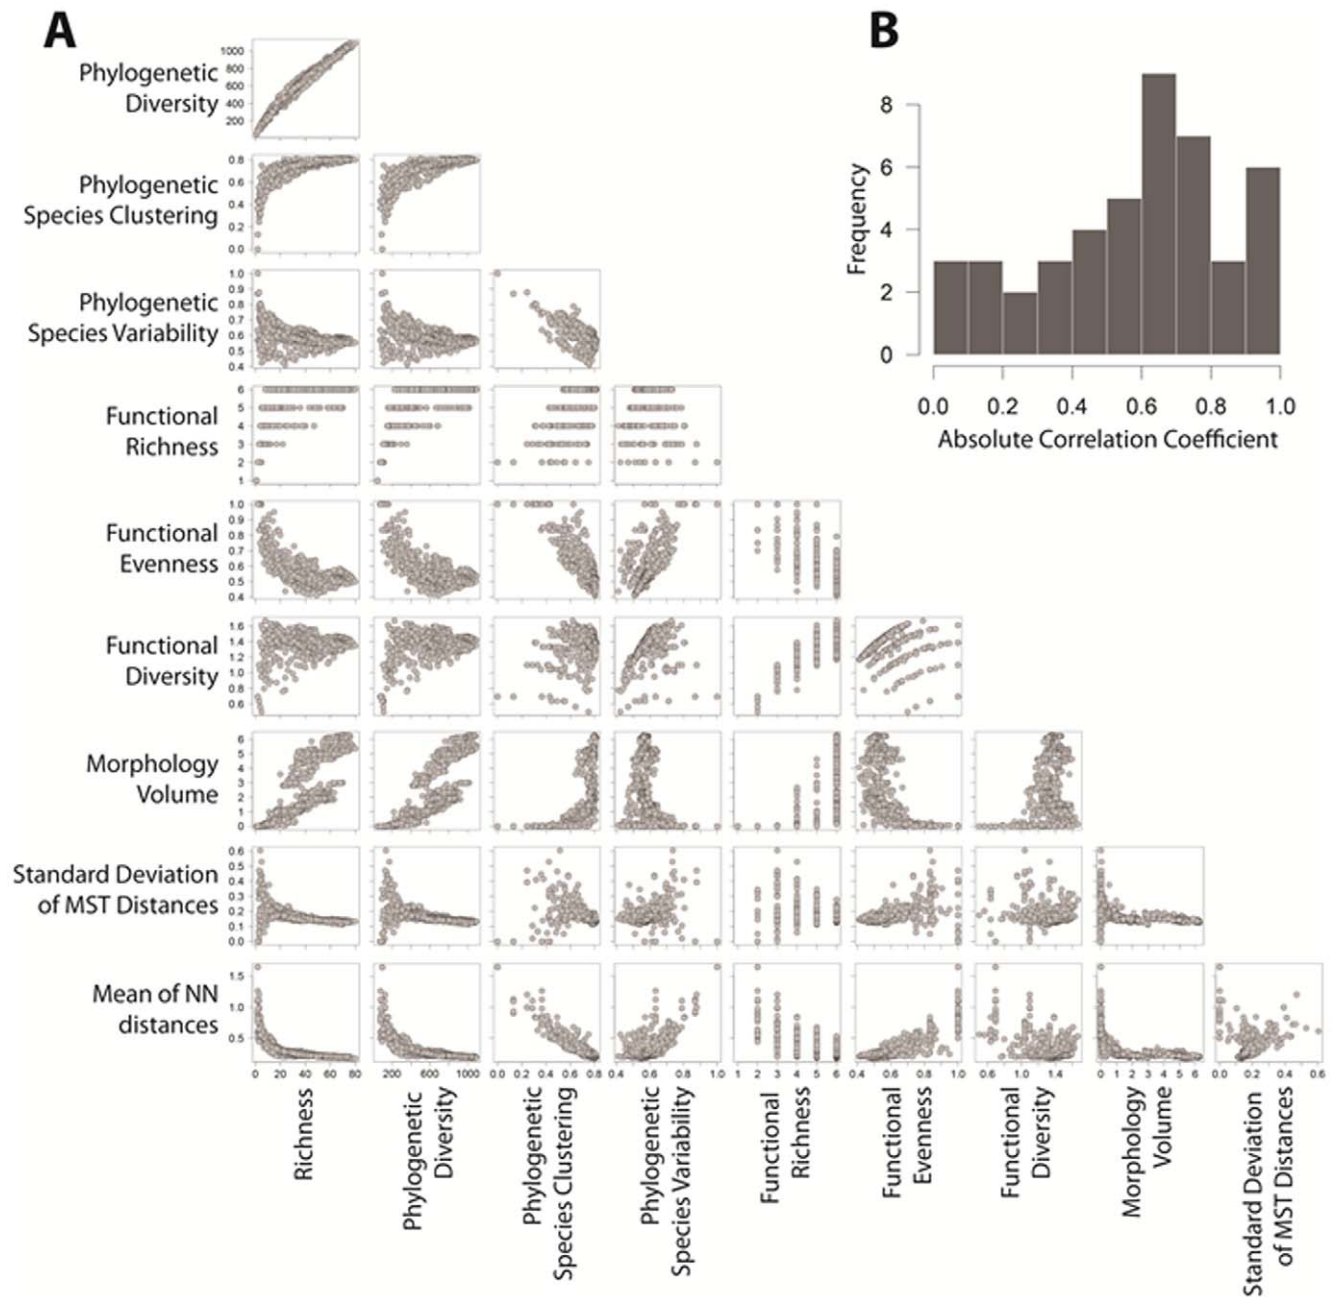 A
B
Phylogenetic
Diversity
1000
800
600
400
200
Phylogenetic
Species Clustering
0.8
0.6
0.4
0.2
0.0
Phylogenetic
Species Variability
1.0
0.9
0.8
0.7
0.6
0.5
0.4
Functional
Richness
6
5
4
3
2
1
Functional
Evenness
1.0
0.9
0.8
0.7
0.6
0.5
0.4
Functional
Diversity
1.6
1.4
1.2
1.0
0.8
0.6
Morphology
Volume
6
5
4
3
2
1
0
Standard Deviation
of MST Distances
0.6
0.5
0.4
0.3
0.2
0.1
0.0
Mean of NN
distances
1.5
1.0
0.5
0 20 40 60 80
200 600 1000
0.0 0.2 0.4 0.6 0.8
0.4 0.6 0.8 1.0
1 2 3 4 5 6
0.4 0.6 0.8 1.0
0.6 1.0 1.4
0 1 2 3 4 5 6
0.0 0.2 0.4 0.6
Richness
Phylogenetic
Diversity
Phylogenetic
Species Clustering
Phylogenetic
Species Variability
Functional
Richness
Functional
Evenness
Functional
Diversity
Morphology
Volume
Standard Deviation
of MST Distances
Frequency
8
6
4
2
0
0.0 0.2 0.4 0.6 0.8 1.0
Absolute Correlation Coefficient